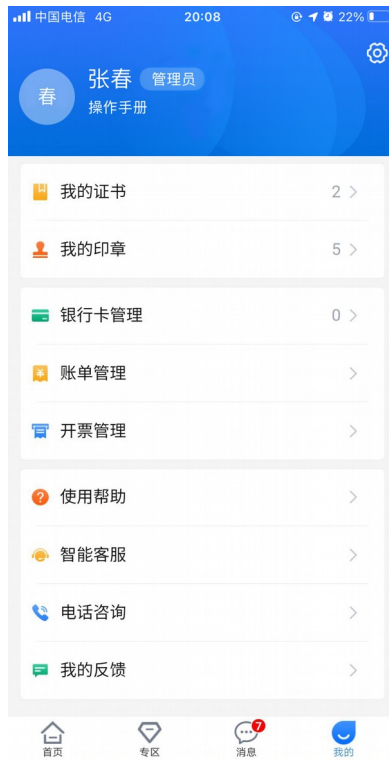 中国电信 4G 20:08 22%
春
张春 管理员
操作手册
我的证书 2
我的印章 5
银行卡管理 0
账单管理
开票管理
使用帮助
智能客服
电话咨询
我的反馈
7
首页 专区 消息 我的